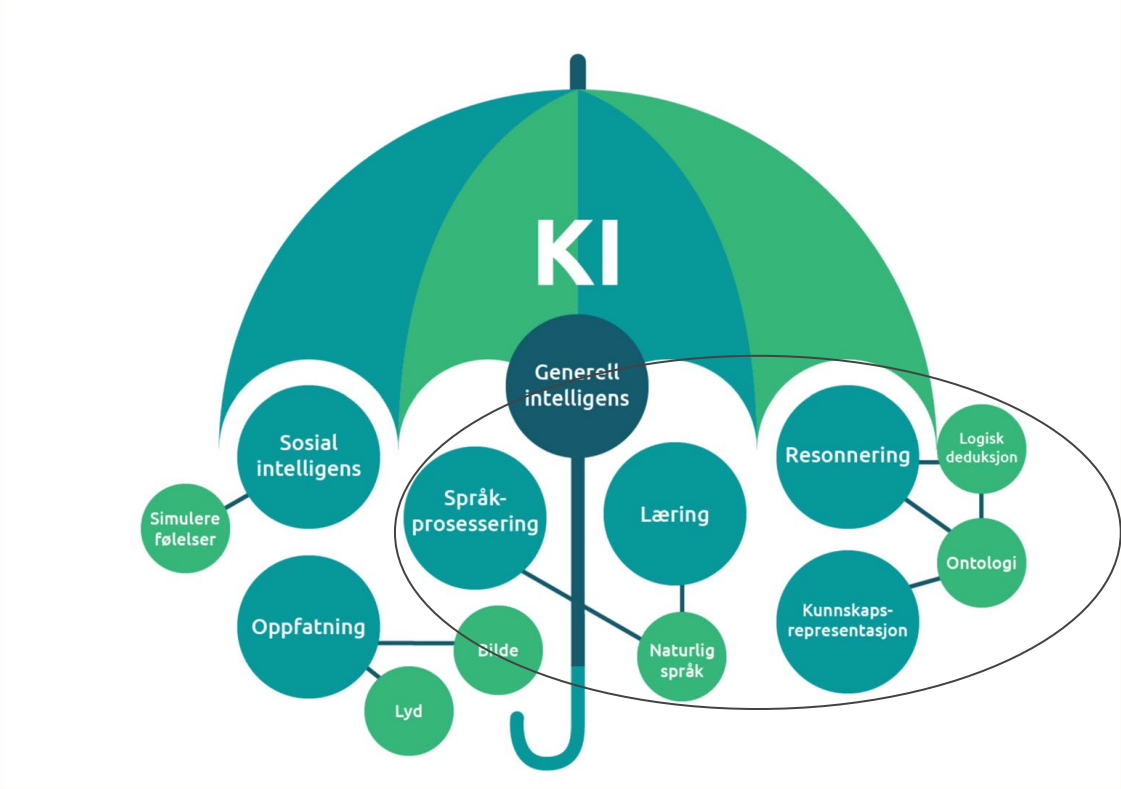 KI
Generell
intelligens
Sosial
intelligens
Simulere
følelser
Språk-
prosessering
Læring
Resonnering
Logisk
deduksjon
Ontologi
Oppfatning
Bilde
Lyd
Naturlig
språk
Kunnskaps-
representasjon